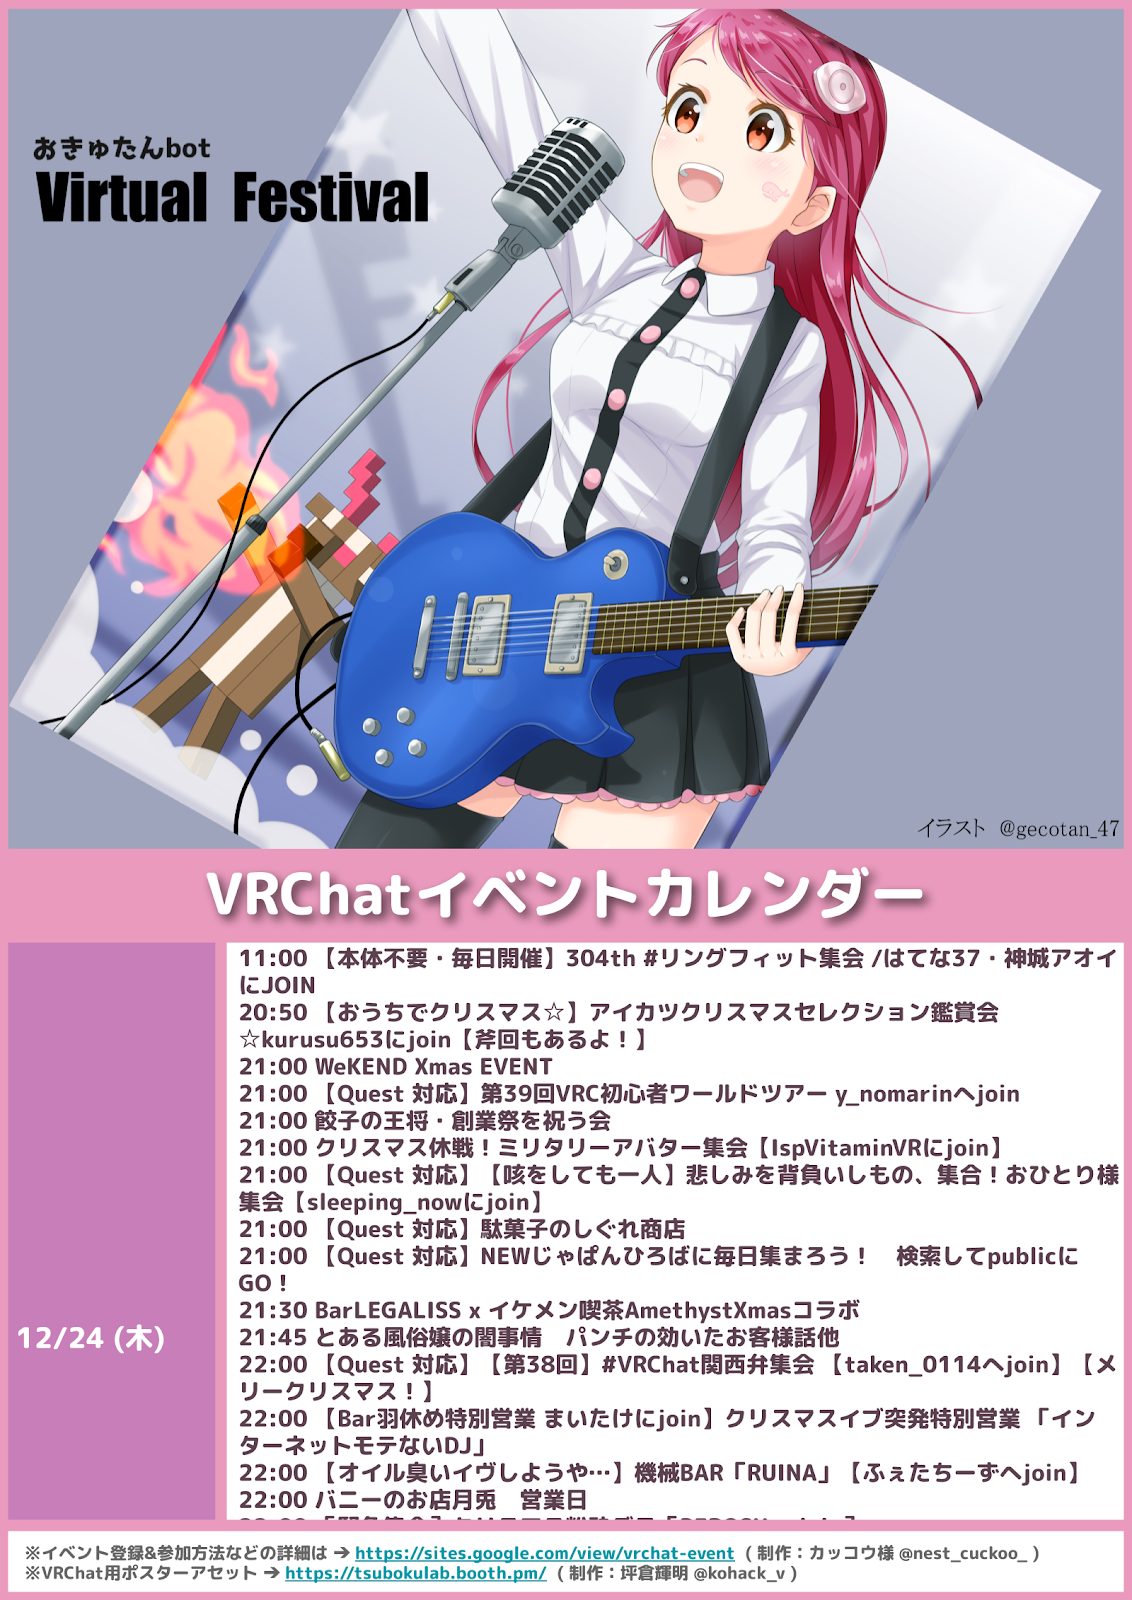 おきゅたんbot
Virtual Festival
イラスト @gecotan_47
VRChatイベントカレンダー
12/24 (木)
11:00 【本体不要・毎日開催】304th #リングフィット集会 /はてな37・神城アオイ
にJOIN
20:50 【おうちでクリスマス☆】アイカツクリスマスセレクション鑑賞会
☆kurusu653にjoin【斧回もあるよ！】
21:00 WeKEND Xmas EVENT
21:00 【Quest 対応】第39回VRC初心者ワールドツアー y_nomarinへjoin
21:00 餃子の王将・創業祭を祝う会
21:00 クリスマス休戦！ミリタリーアバター集会【IspVitaminVRにjoin】
21:00 【Quest 対応】【咳をしても一人】悲しみを背負いしもの、集合！おひとり様
集会【sleeping_nowにjoin】
21:00 【Quest 対応】駄菓子のしぐれ商店
21:00 【Quest 対応】NEWじゃぱんひろばに毎日集まろう！　検索してpublicに
GO！
21:30 BarLEGALISS x イケメン喫茶AmethystXmasコラボ
21:45 とある風俗嬢の闇事情　パンチの効いたお客様話他
22:00 【Quest 対応】【第38回】#VRChat関西弁集会 【taken_0114へjoin】【メ
リークリスマス！】
22:00 【Bar羽休め特別営業 まいたけにjoin】クリスマスイブ突発特別営業 「イン
ターネットモテないDJ」
22:00 【オイル臭いイヴしようや…】機械BAR「RUINA」【ふぇたちーずへjoin】
22:00 バニーのお店月兎　営業日
※イベント登録&参加方法などの詳細は ➔ https://sites.google.com/view/vrchat-event ( 制作：カッコウ様 @nest_cuckoo_ )
※VRChat用ポスターアセット ➔ https://tsubokulab.booth.pm/ ( 制作：坪倉輝明 @kohack_v )